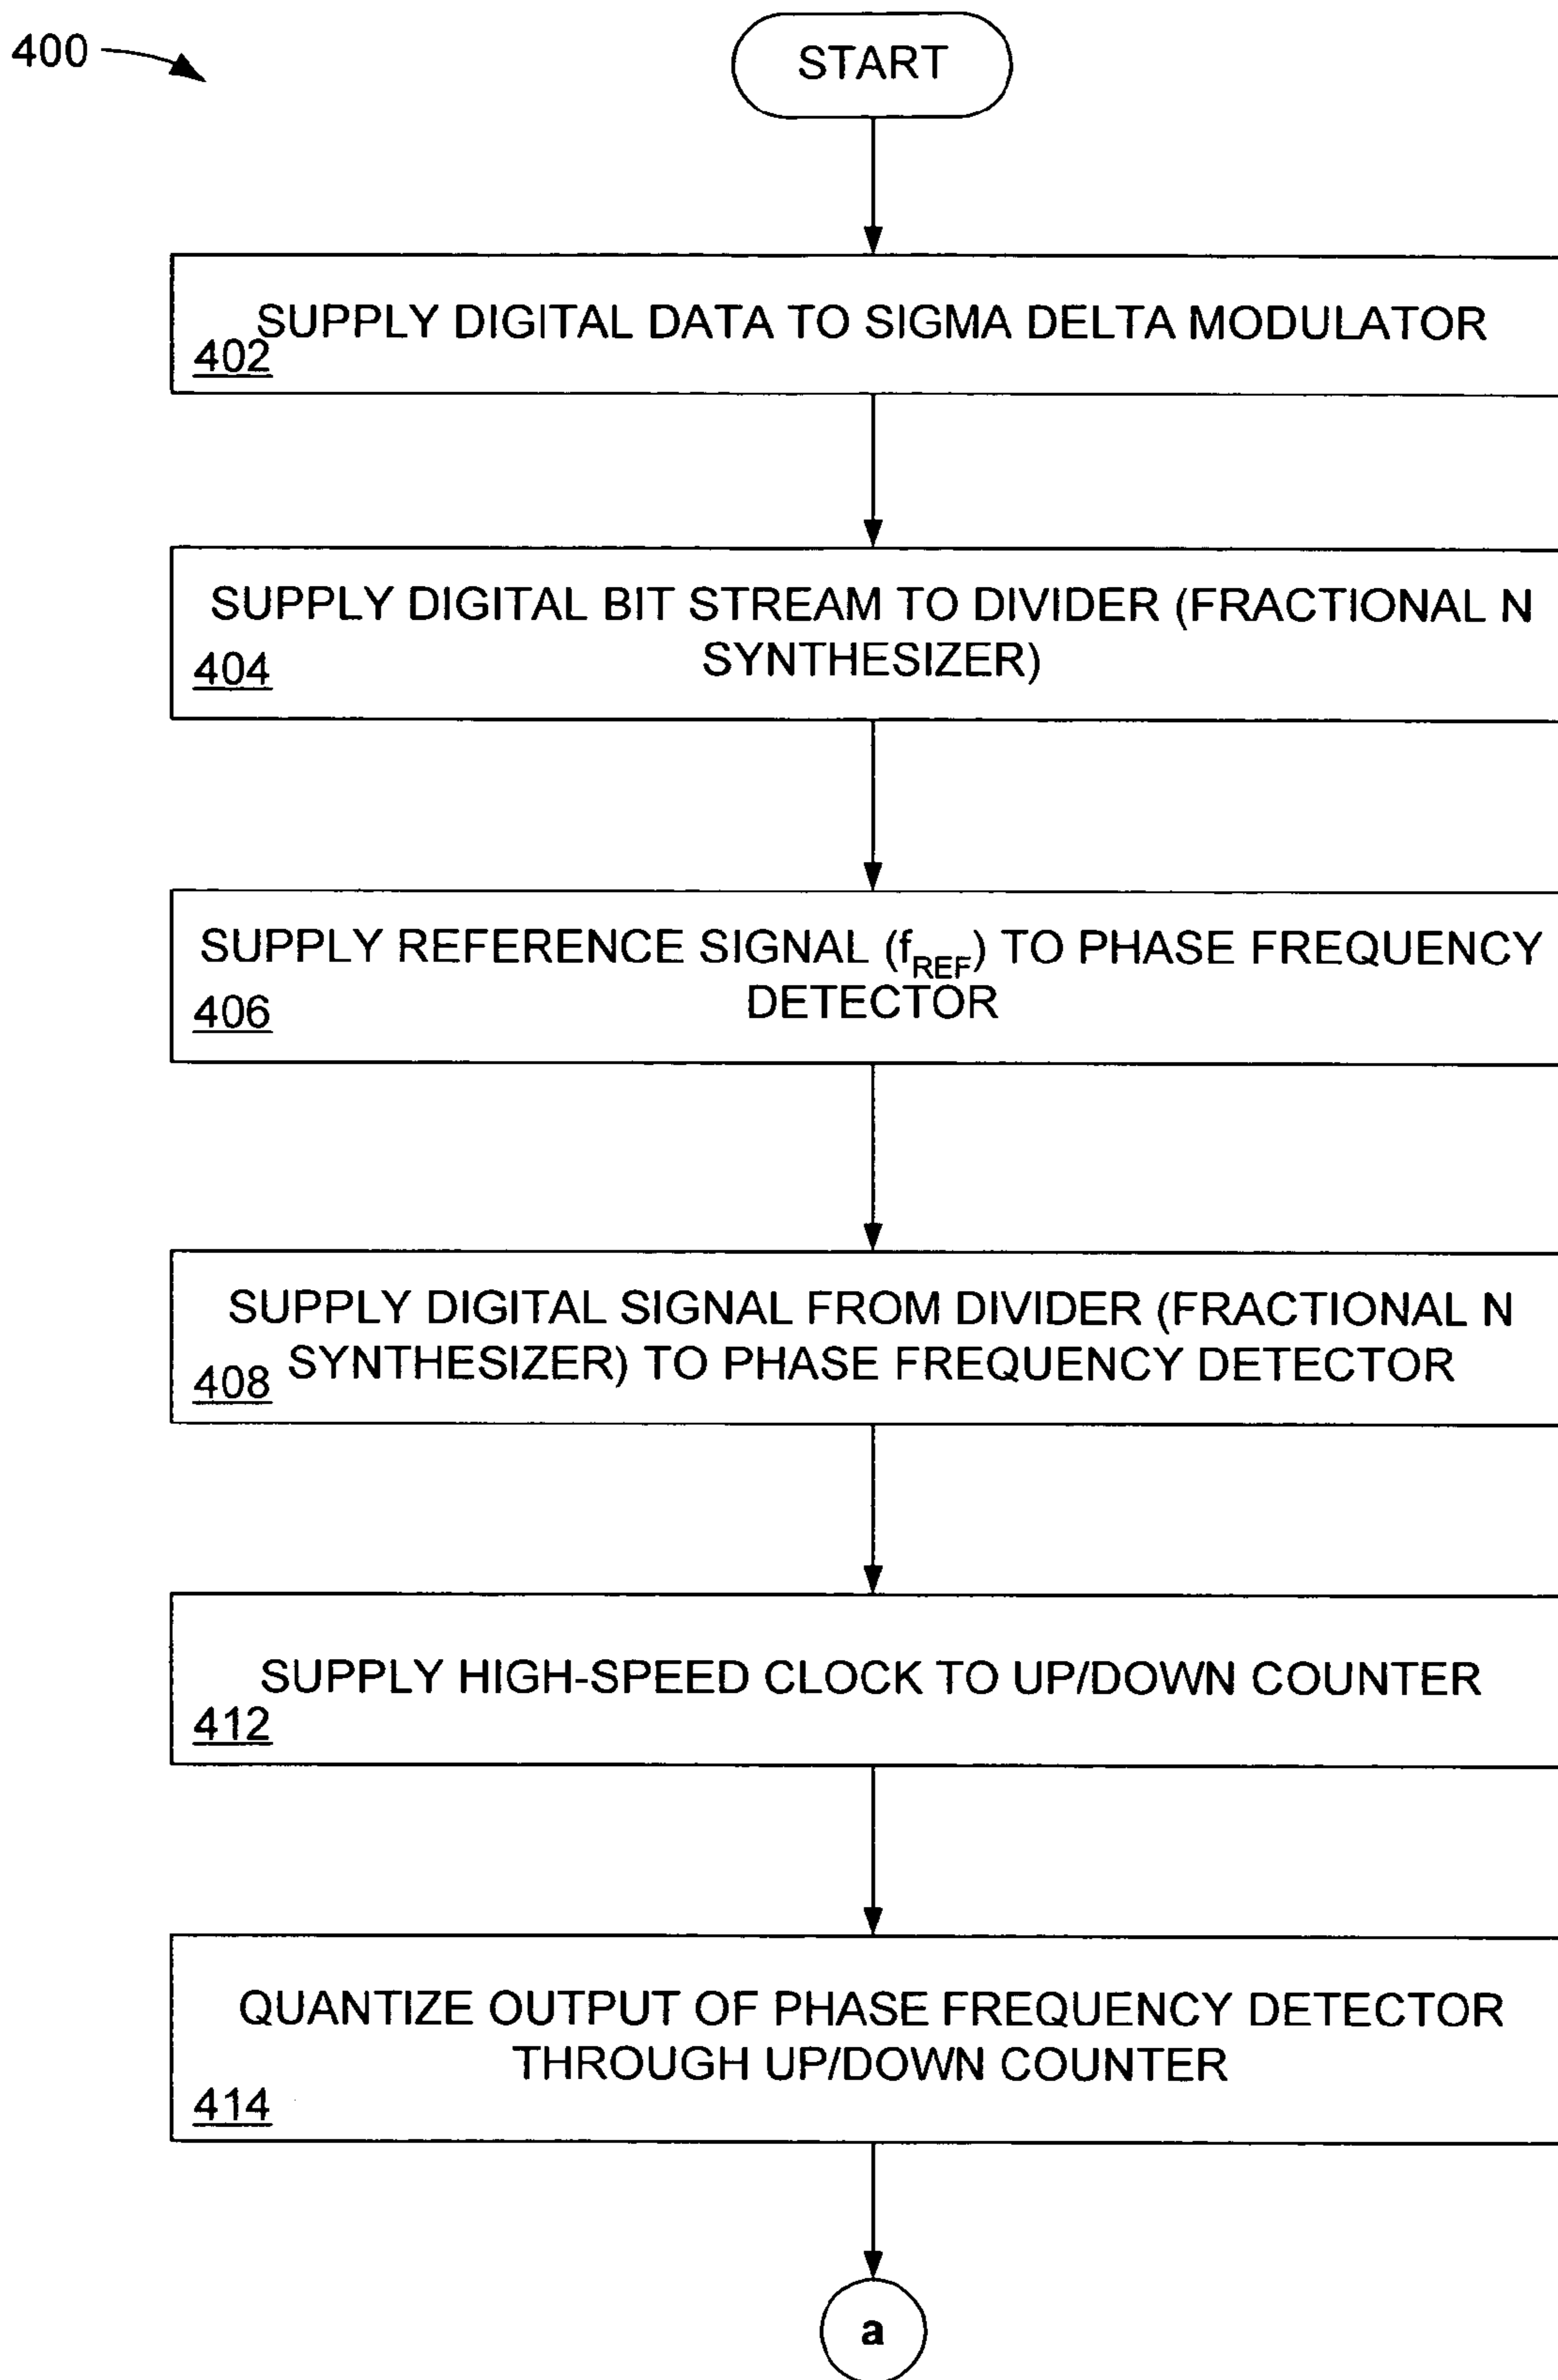 400
START
SUPPLY DIGITAL DATA TO SIGMA DELTA MODULATOR
402
SUPPLY DIGITAL BIT STREAM TO DIVIDER (FRACTIONAL N
SYNTHESIZER)
404
SUPPLY REFERENCE SIGNAL (fREF) TO PHASE FREQUENCY
DETECTOR
406
SUPPLY DIGITAL SIGNAL FROM DIVIDER (FRACTIONAL N
SYNTHESIZER) TO PHASE FREQUENCY DETECTOR
408
SUPPLY HIGH-SPEED CLOCK TO UP/DOWN COUNTER
412
QUANTIZE OUTPUT OF PHASE FREQUENCY DETECTOR
THROUGH UP/DOWN COUNTER
414
a